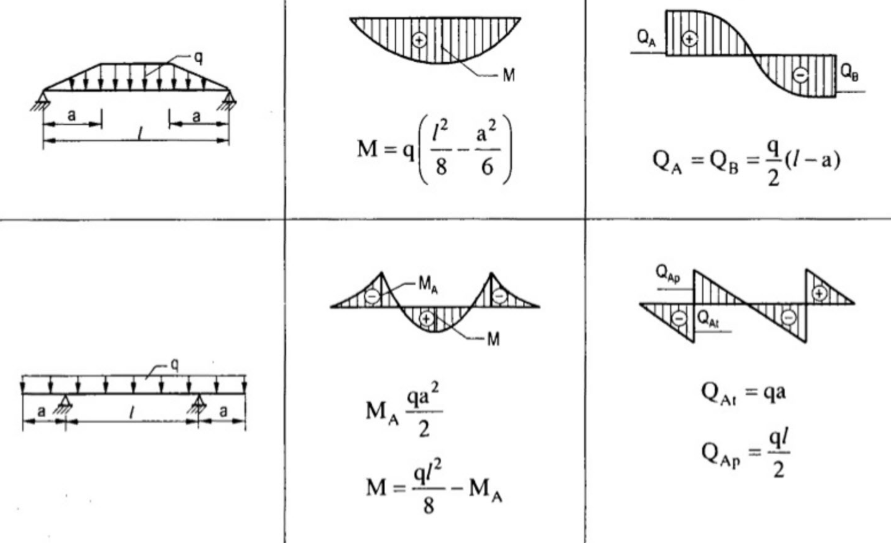 q
a
a
l
M
M = q(l²/8 − a²/6)
Q_A
Q_B
Q_A = Q_B = q/2 (l − a)
q
a
l
a
M_A
M
M_A qa²/2
M = ql²/8 − M_A
Q_Ap
Q_At
Q_At = qa
Q_Ap = ql/2